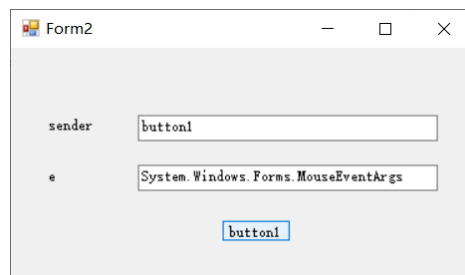 Form2
sender button1
e System.Windows.Forms.MouseEventArgs
button1